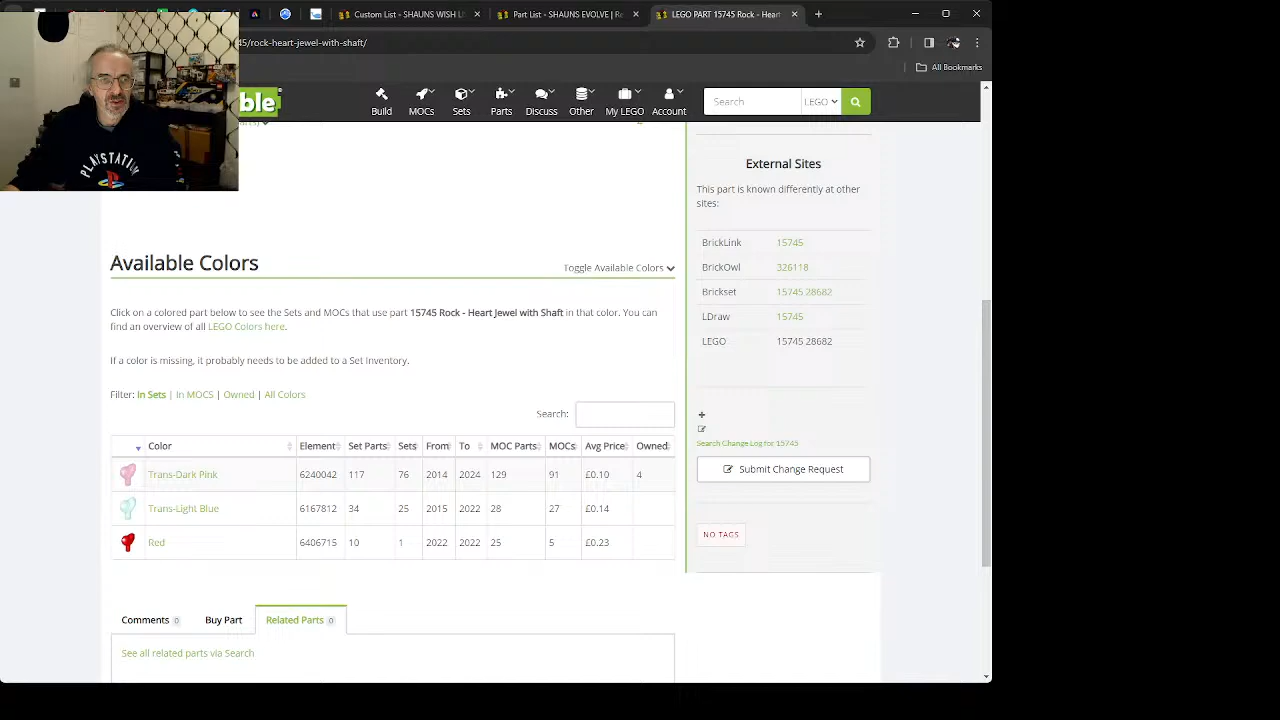 Custom List - SHAUNS WISH L
Part List - SHAUNS EVOLVE | R
LEGO PART 15745 Rock - Heart
45/rock-heart-jewel-with-shaft/
All Bookmarks
ble
Build
MOCs
Sets
Parts
Discuss
Other
My LEGO
Account
Search
LEGO
PLAYSTATION
External Sites
This part is known differently at other
sites:
BrickLink 15745
BrickOwl 326118
Brickset 15745 28682
LDraw 15745
LEGO 15745 28682
Available Colors
Toggle Available Colors
Click on a colored part below to see the Sets and MOCs that use part 15745 Rock - Heart Jewel with Shaft in that color. You can
find an overview of all LEGO Colors here.
If a color is missing, it probably needs to be added to a Set Inventory.
Filter: In Sets | In MOCS | Owned | All Colors
Search:
Color Element Set Parts Sets From To MOC Parts MOCs Avg Price Owned
Trans-Dark Pink 6240042 117 76 2014 2024 129 91 £0.10 4
Trans-Light Blue 6167812 34 25 2015 2022 28 27 £0.14
Red 6406715 10 1 2022 2022 25 5 £0.23
Search Change Log for 15745
Submit Change Request
NO TAGS
Comments 0
Buy Part
Related Parts 0
See all related parts via Search